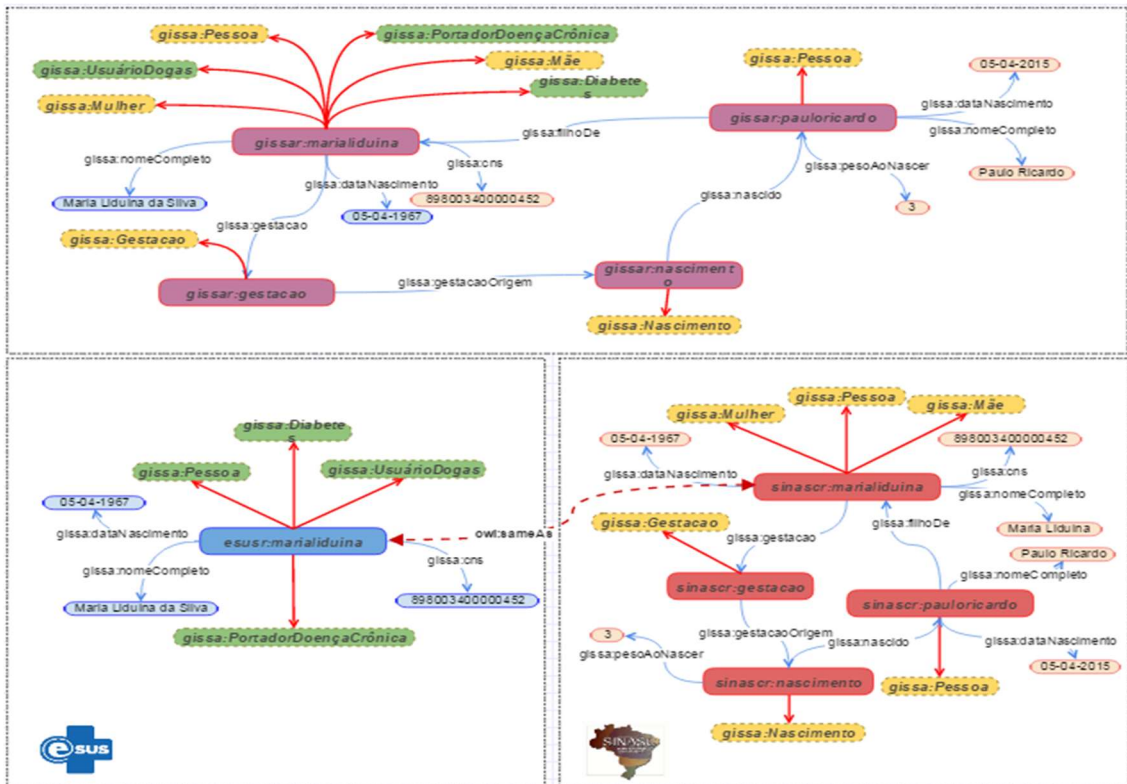 gissa:Pessoa
gissa:PortadorDoençaCrônica
gissa:UsuárioDogas
gissa:Mãe
gissa:Diabete
s
gissa:Mulher
gissar:marialiduina
gissa:nomeCompleto
gissa:cns
gissa:dataNascimento
Maria Liduina da Silva
898003400000452
05-04-1967
gissa:gestacao
gissa:Gestacao
gissar:gestacao
gissa:gestacaoOrigem
gissa:filhoDe
gissa:Pessoa
05-04-2015
gissa:dataNascimento
gissar:pauloricardo
gissa:nomeCompleto
gissa:pesoAoNascer
Paulo Ricardo
gissa:nascido
3
gissar:nasciment
o
gissa:Nascimento
gissa:Diabete
s
gissa:Pessoa
gissa:UsuárioDogas
05-04-1967
gissa:dataNascimento
esusr:marialiduina
gissa:nomeCompleto
gissa:cns
Maria Liduina da Silva
898003400000452
gissa:PortadorDoençaCrônica
e sus
owl:sameAs
gissa:Pessoa
gissa:Mulher
gissa:Mãe
05-04-1967
898003400000452
gissa:dataNascimento
gissa:cns
sinascr:marialiduina
gissa:nomeCompleto
gissa:Gestacao
gissa:filhoDe
Maria Liduina
gissa:gestacao
Paulo Ricardo
gissa:nomeCompleto
sinascr:gestacao
sinascr:pauloricardo
gissa:gestacaoOrigem
gissa:nascido
gissa:dataNascimento
3
gissa:pesoAoNascer
05-04-2015
sinascr:nascimento
gissa:Pessoa
gissa:Nascimento
SINASC